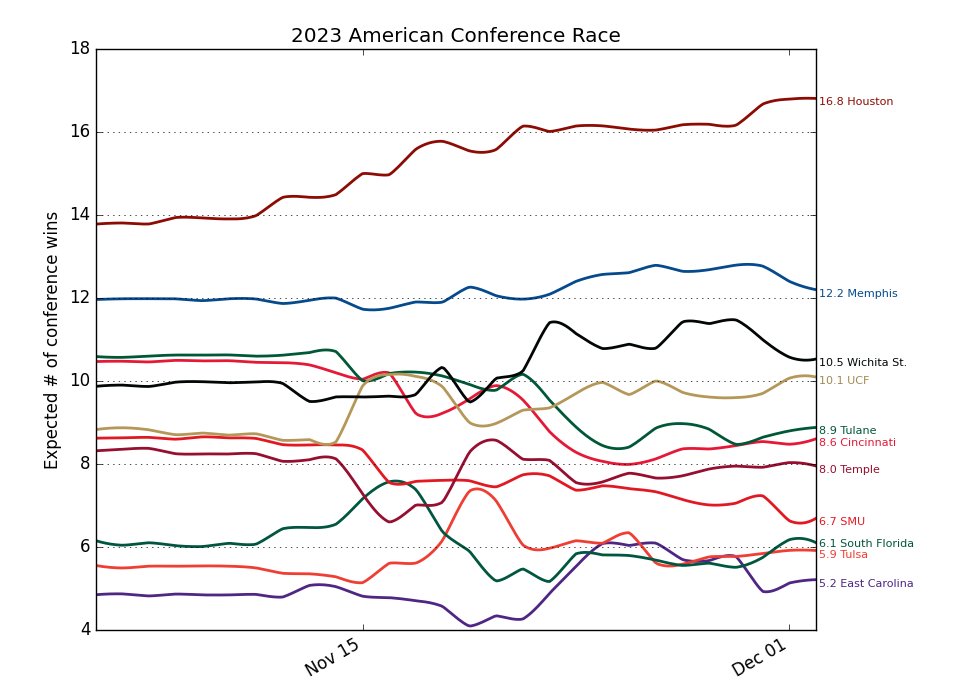 2023 American Conference Race
Expected # of conference wins
18
16
14
12
10
8
6
4
Nov 15
Dec 01
16.8 Houston
12.2 Memphis
10.5 Wichita St.
10.1 UCF
8.9 Tulane
8.6 Cincinnati
8.0 Temple
6.7 SMU
6.1 South Florida
5.9 Tulsa
5.2 East Carolina